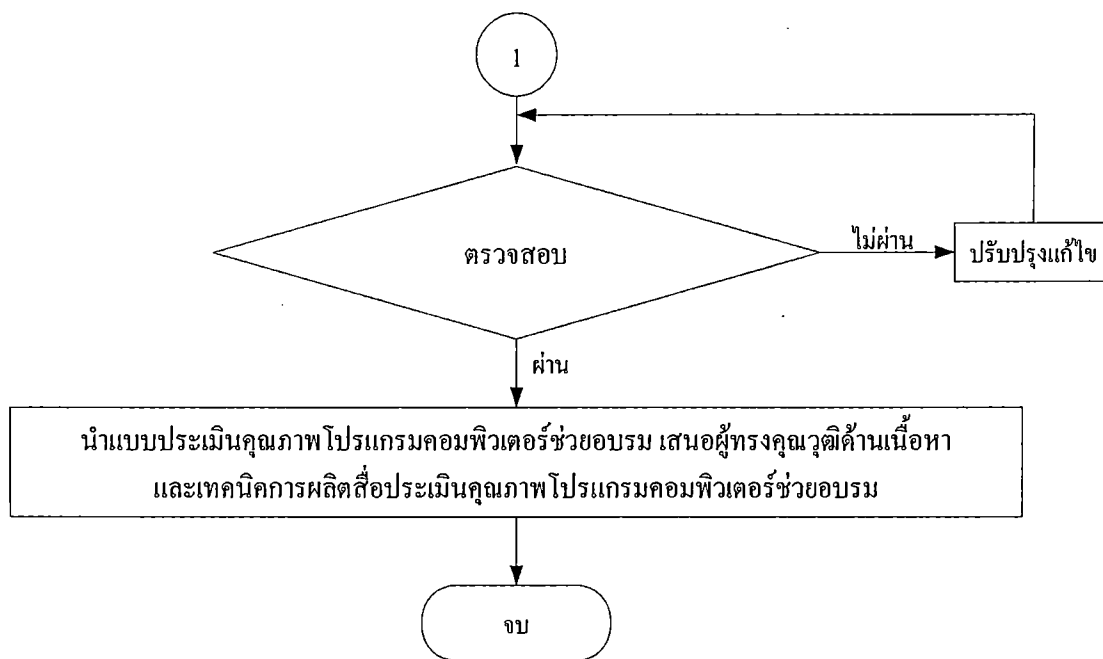 1
ตรวจสอบ
ไม่ผ่าน
ปรับปรุงแก้ไข
ผ่าน
นำแบบประเมินคุณภาพโปรแกรมคอมพิวเตอร์ช่วยอบรม เสนอผู้ทรงคุณวุฒิด้านเนื้อหา
และเทคนิคการผลิตสื่อประเมินคุณภาพโปรแกรมคอมพิวเตอร์ช่วยอบรม
จบ